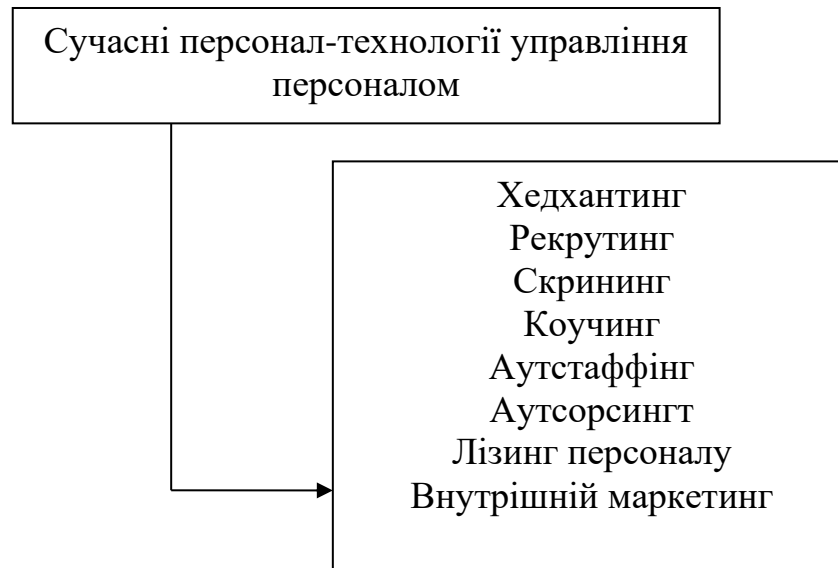 Сучасні персонал-технології управління
персоналом
Хедхантинг
Рекрутинг
Скрининг
Коучинг
Аутстаффінг
Аутсорсингт
Лізинг персоналу
Внутрішній маркетинг